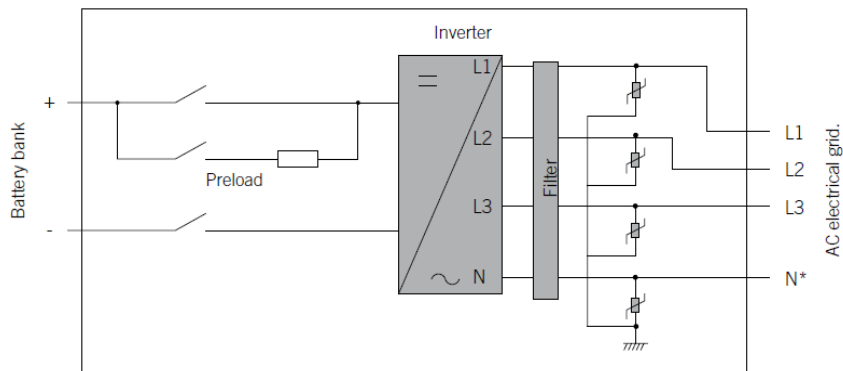 Inverter
L1
+
L1
L2
L2
Preload
Battery bank
Filter
AC electrical grid.
L3
L3
-
N
N*